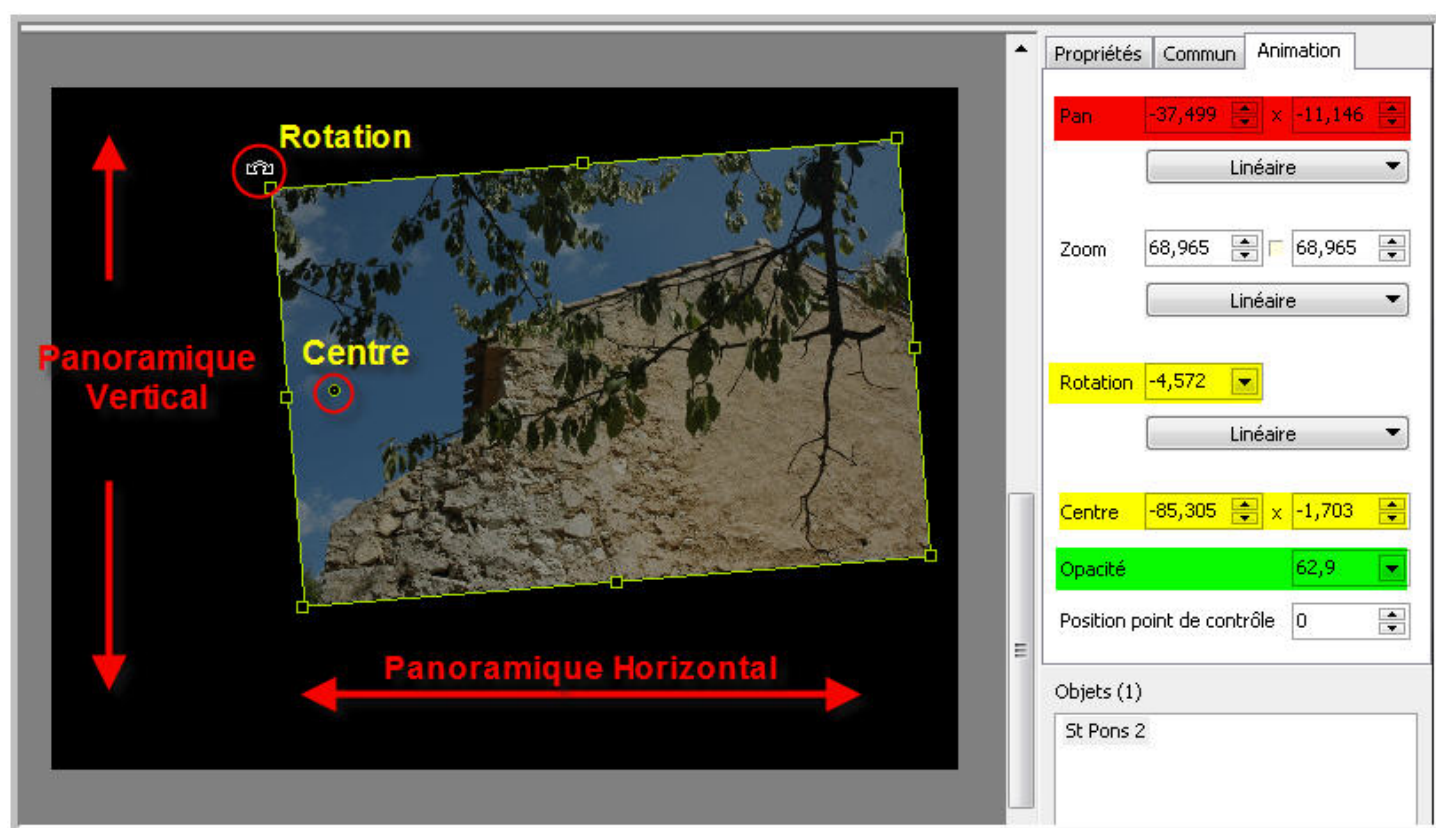 Propriétés Commun Animation
Rotation
Pan -37,499 x -11,146
Linéaire
Zoom 68,965 68,965
Linéaire
Panoramique
Vertical
Centre
Rotation -4,572
Linéaire
Centre -85,305 x -1,703
Opacité 62,9
Position point de contrôle 0
Panoramique Horizontal
Objets (1)
St Pons 2